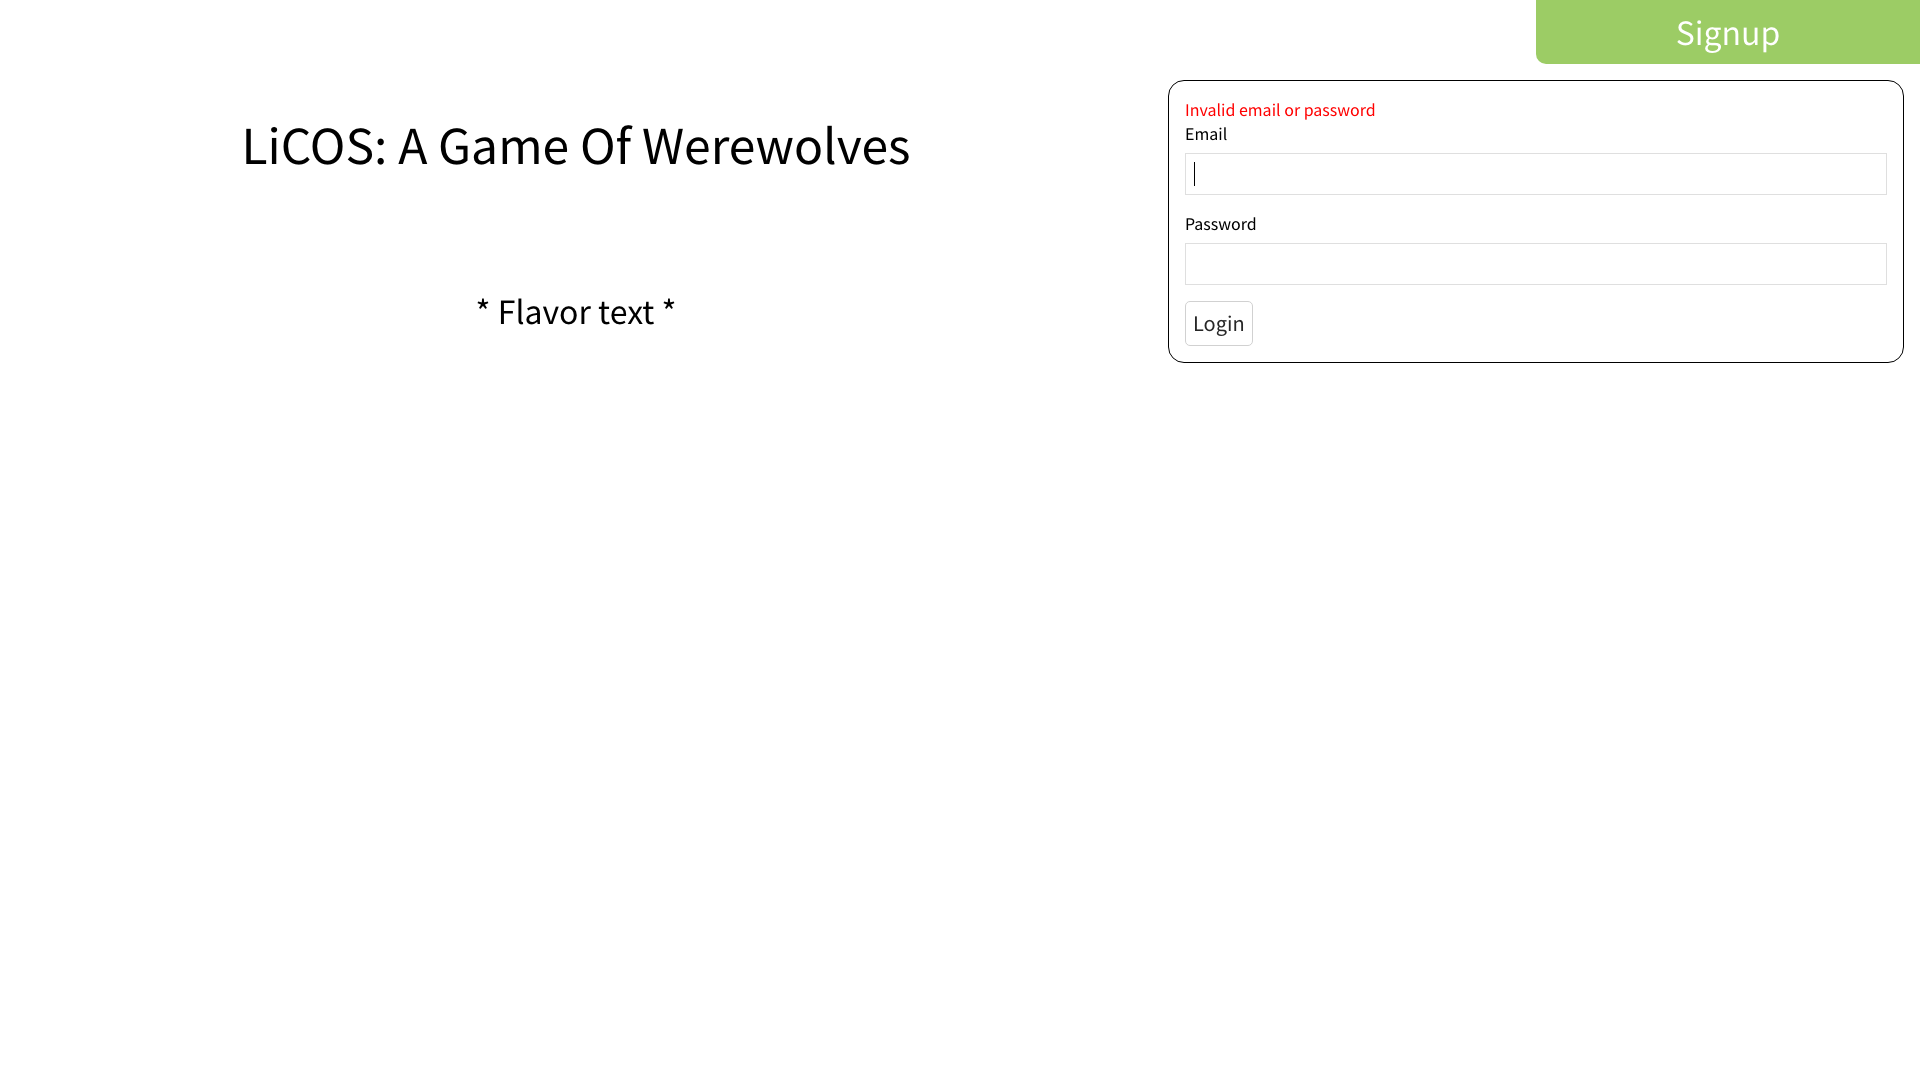 Signup
LiCOS: A Game Of Werewolves
* Flavor text *
Invalid email or password
Email
Password
Login